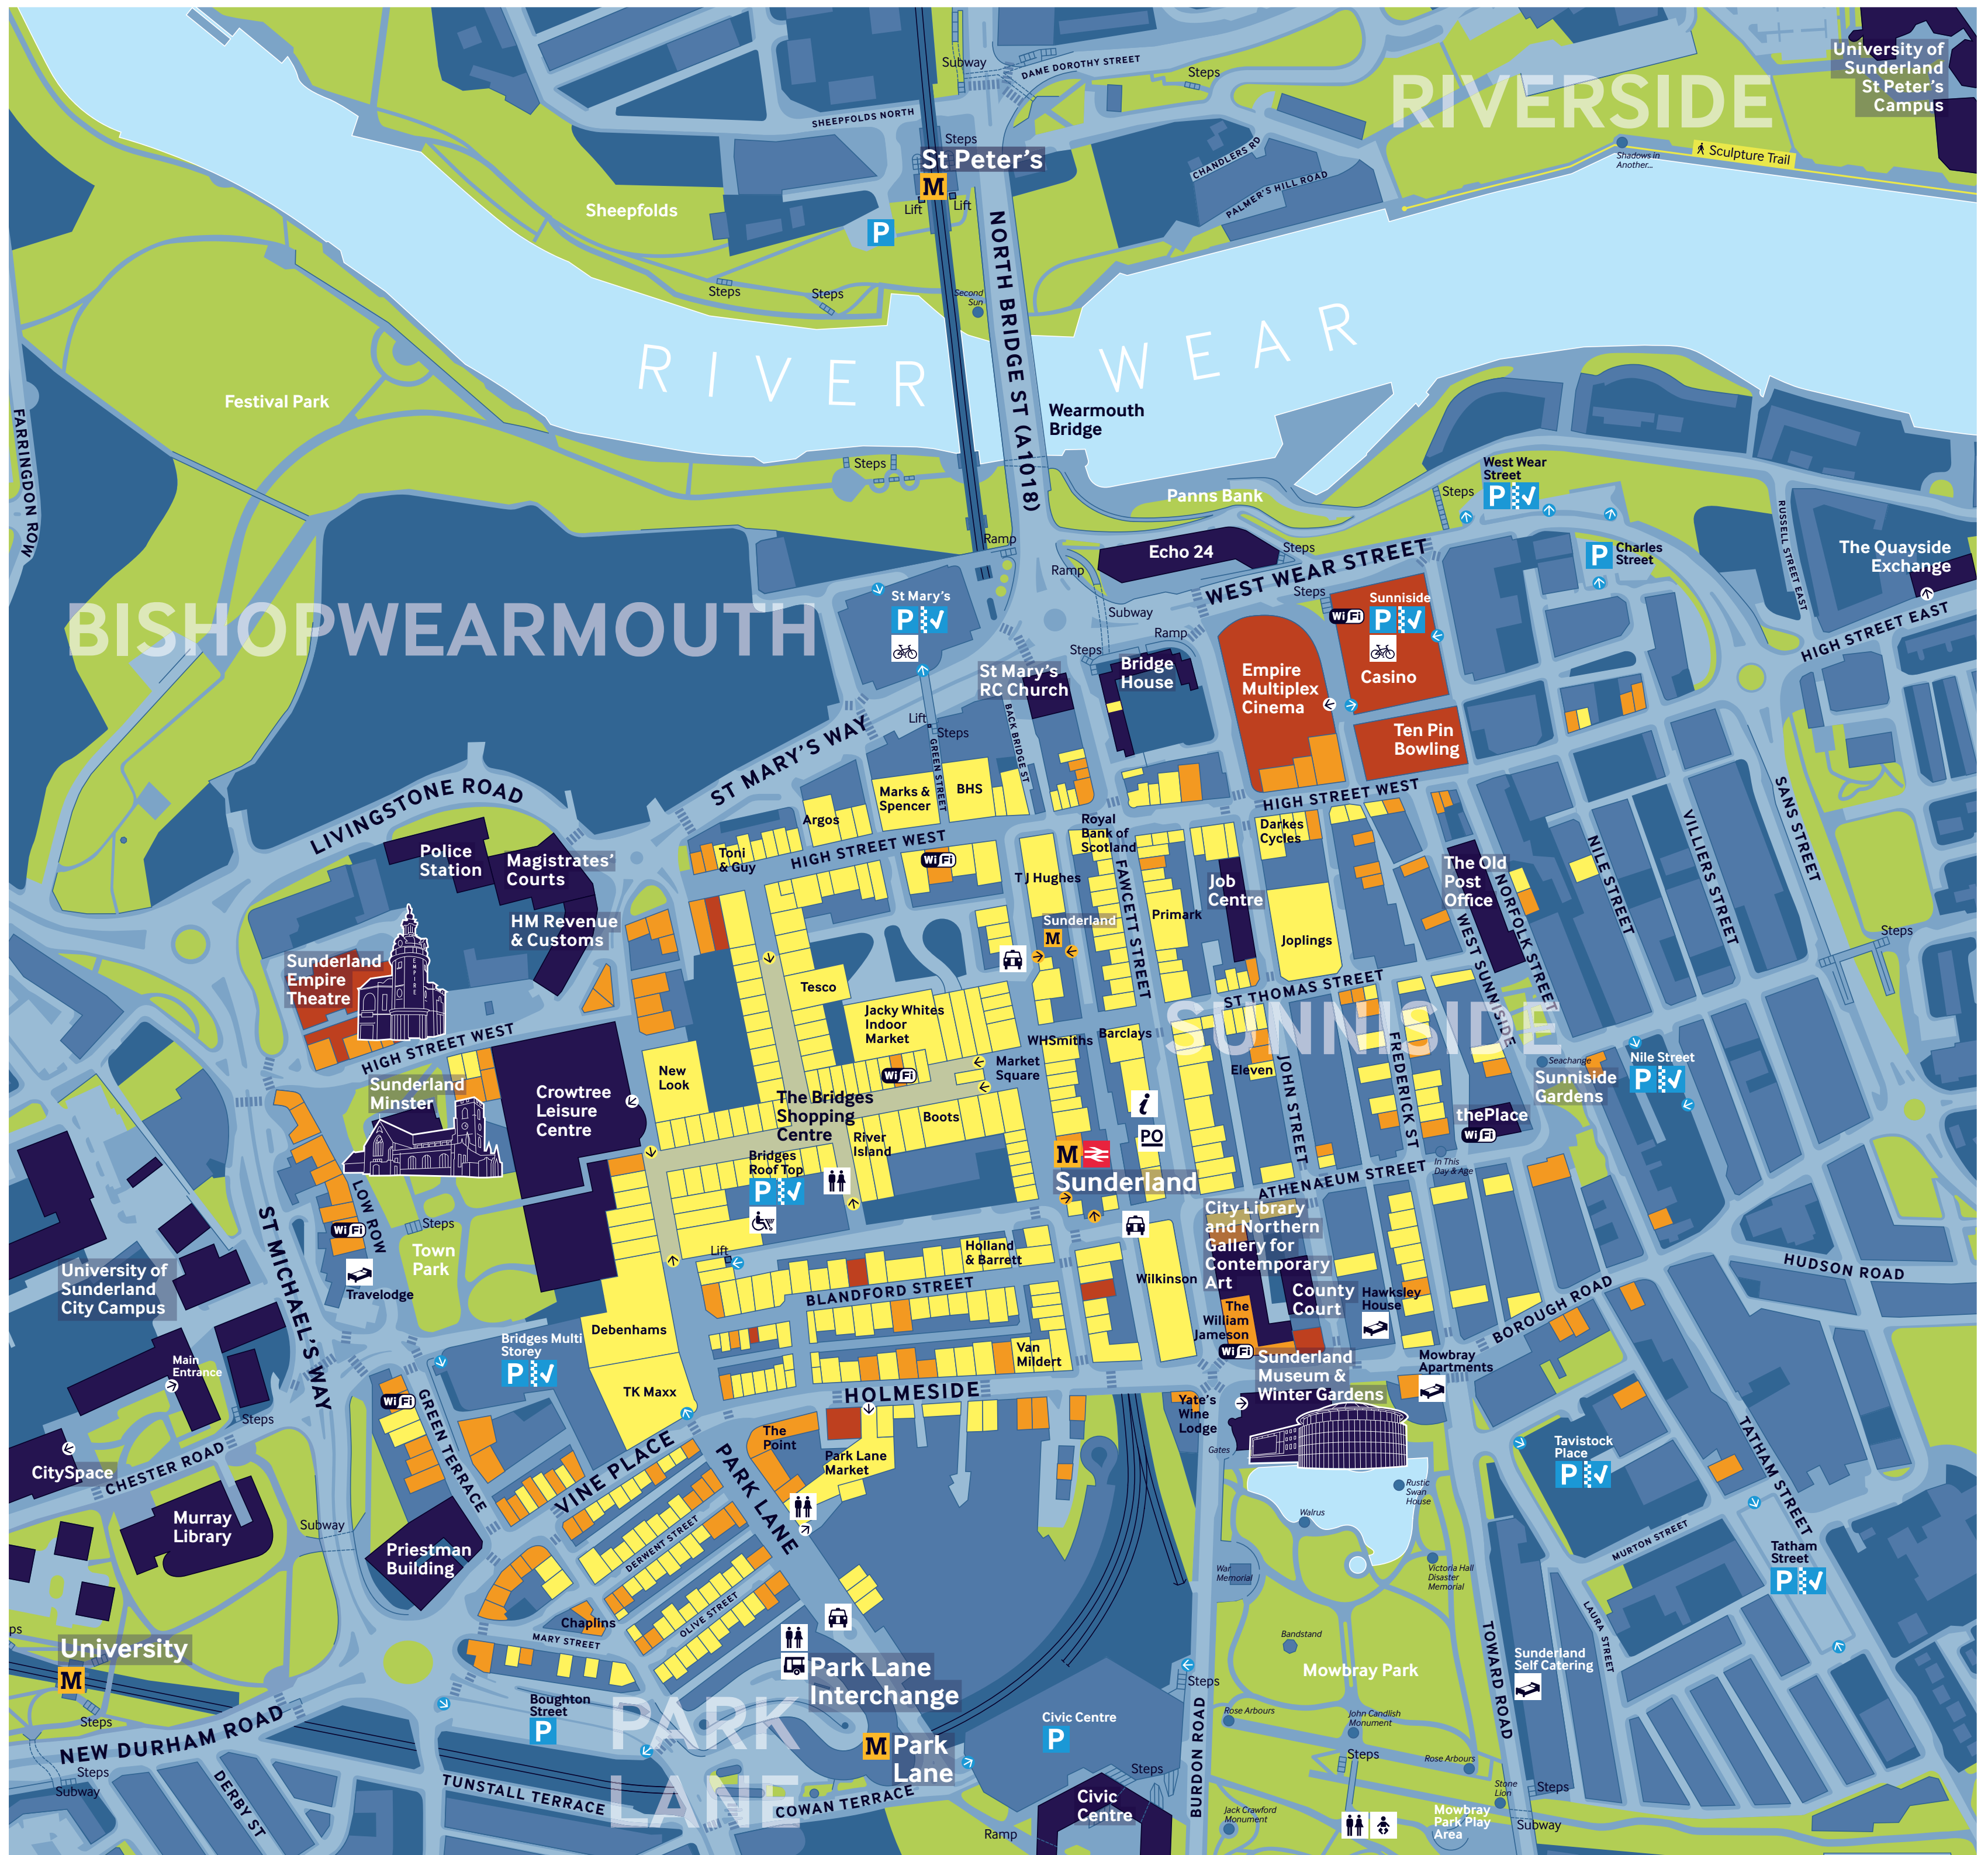 University of
Sunderland
St Peter's
Campus
RIVERSIDE
Subway
DAME DOROTHY STREET
Steps
SHEEPFOLDS NORTH
Steps
St Peter's
M
Lift
Lift
P
Sheepfolds
CHANDLERS RD
PALMER'S HILL ROAD
Shadows in
Another...
Sculpture Trail
Steps
Steps
Second
Sun
NORTH BRIDGE ST (A1018)
RIVER WEAR
Festival Park
FARRINGDON ROW
Wearmouth
Bridge
Steps
Panns Bank
West Wear
Street
P
Steps
Ramp
Echo 24
Steps
WEST WEAR STREET
P
Charles
Street
RUSSELL STREET EAST
The Quayside
Exchange
HIGH STREET EAST
Ramp
Subway
Ramp
Steps
Steps
BISHOPWEARMOUTH
St Mary's
P
St Mary's
RC Church
Bridge
House
WiFi
Sunniside
P
Casino
Empire
Multiplex
Cinema
Ten Pin
Bowling
Lift
Steps
GREEN STREET
BACK BRIDGE ST
ST MARY'S WAY
LIVINGSTONE ROAD
Marks &
Spencer
BHS
Argos
HIGH STREET WEST
HIGH STREET WEST
Toni
& Guy
WiFi
Royal
Bank of
Scotland
Darkes
Cycles
Police
Station
Magistrates'
Courts
HM Revenue
& Customs
T J Hughes
FAWCETT STREET
Primark
Job
Centre
Joplings
The Old
Post
Office
NORFOLK STREET
WEST SUNNISIDE
NILE STREET
VILLIERS STREET
SANS STREET
Steps
Sunderland
M
Sunderland
Empire
Theatre
EMPIRE
HIGH STREET WEST
Tesco
Jacky Whites
Indoor
Market
WiFi
Market
Square
WHSmiths
Barclays
ST THOMAS STREET
SUNNISIDE
Eleven
JOHN STREET
FREDERICK ST
Seachange
Sunniside
Gardens
Nile Street
P
thePlace
WiFi
In This
Day & Age
Sunderland
Minster
Crowtree
Leisure
Centre
New
Look
The Bridges
Shopping
Centre
Boots
River
Island
Bridges
Roof Top
P
i
PO
M
Sunderland
ATHENAEUM STREET
City Library
and Northern
Gallery for
Contemporary
Art
County
Court
Hawksley
House
HUDSON ROAD
BOROUGH ROAD
ST MICHAEL'S WAY
LOW ROW
WiFi
Steps
Town
Park
Travelodge
University of
Sunderland
City Campus
Lift
Holland
& Barrett
BLANDFORD STREET
Wilkinson
The
William
Jameson
WiFi
Debenhams
Bridges Multi
Storey
P
Van
Mildert
Sunderland
Museum &
Winter Gardens
Mowbray
Apartments
Main
Entrance
TK Maxx
HOLMESIDE
Yate's
Wine
Lodge
Gates
WiFi
GREEN TERRACE
Steps
CHESTER ROAD
CitySpace
VINE PLACE
PARK LANE
The
Point
Park Lane
Market
Tavistock
Place
P
TATHAM STREET
Rustic
Swan
House
Walrus
Murray
Library
Subway
Priestman
Building
DERWENT STREET
War
Memorial
Victoria Hall
Disaster
Memorial
MURTON STREET
Tatham
Street
P
LAURA STREET
OLIVE STREET
Chaplins
MARY STREET
ps
University
M
Steps
NEW DURHAM ROAD
Steps
Subway
DERBY ST
Boughton
Street
P
Park Lane
Interchange
PARK
LANE
M
Park
Lane
TUNSTALL TERRACE
COWAN TERRACE
Civic Centre
P
Steps
Civic
Centre
Ramp
BURDON ROAD
Steps
Bandstand
Mowbray Park
Rose Arbours
John Candlish
Monument
Steps
Rose Arbours
TOWARD ROAD
Sunderland
Self Catering
Stone
Lion
Steps
Jack Crawford
Monument
Mowbray
Park Play
Area
Subway